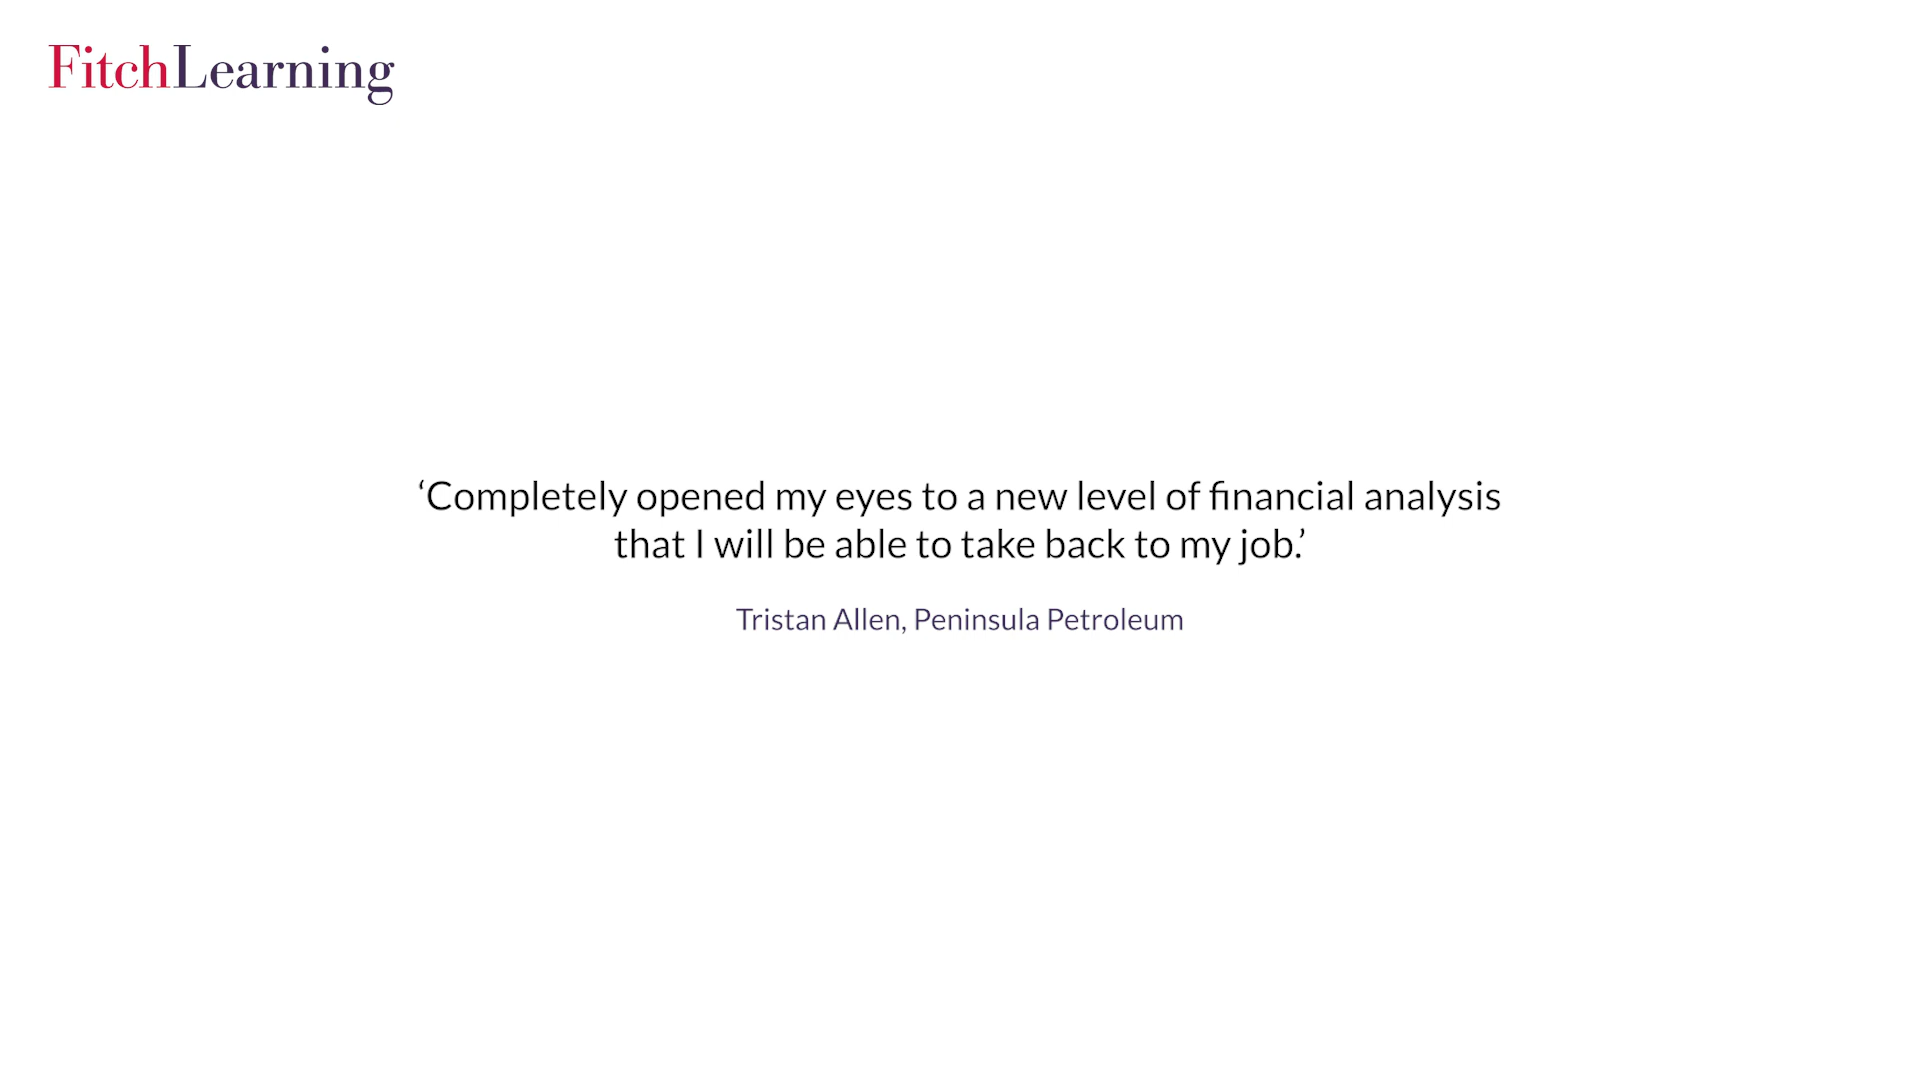 FitchLearning
‘Completely opened my eyes to a new level of financial analysis
that I will be able to take back to my job.’
Tristan Allen, Peninsula Petroleum